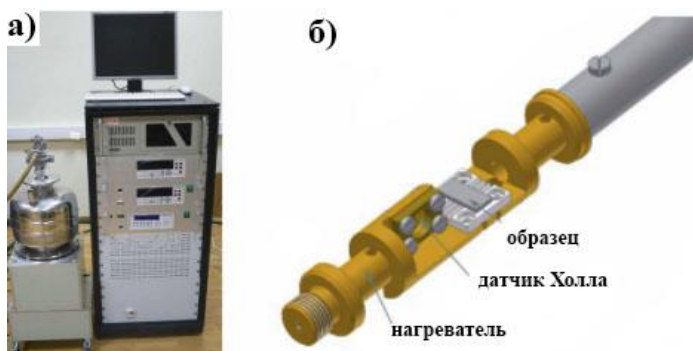 а)
б)
образец
датчик Холла
нагреватель